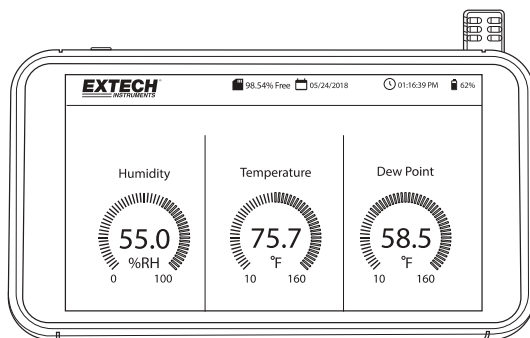 EXTECH®
INSTRUMENTS
98.54% Free 05/24/2018 01:16:39 PM 62%
Humidity
55.0
%RH
0 100
Temperature
75.7
°F
10 160
Dew Point
58.5
°F
10 160